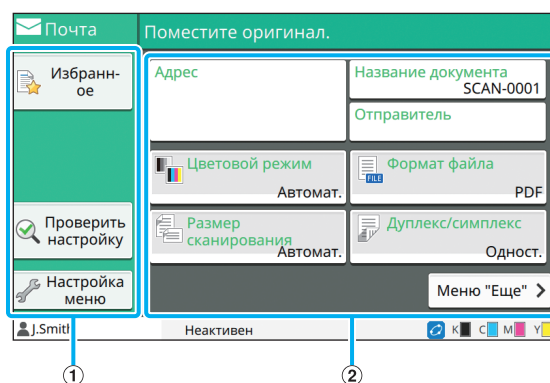 Почта
Поместите оригинал.
Избранн-
ое
Проверить
настройку
Настройка
меню
Адрес
Название документа
SCAN-0001
Отправитель
Цветовой режим
Автомат.
Формат файла
FILE
PDF
Размер
сканирования
Автомат.
Дуплекс/симплекс
Одност.
Меню "Еще"
J.Smith
Неактивен
K C M Y
1
2